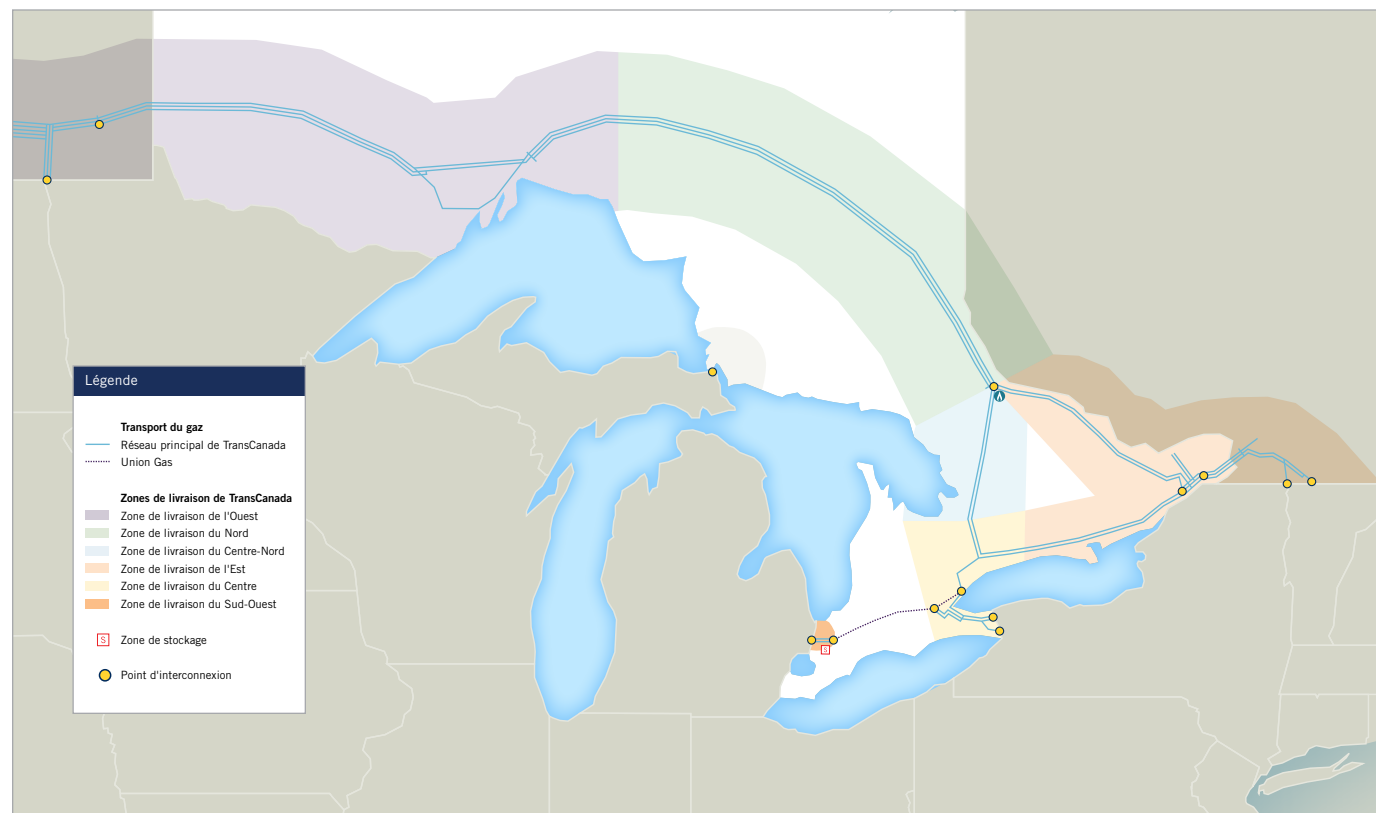 Légende
Transport du gaz
Réseau principal de TransCanada
Union Gas
Zones de livraison de TransCanada
Zone de livraison de l'Ouest
Zone de livraison du Nord
Zone de livraison du Centre-Nord
Zone de livraison de l'Est
Zone de livraison du Centre
Zone de livraison du Sud-Ouest
S
Zone de stockage
Point d'interconnexion
S